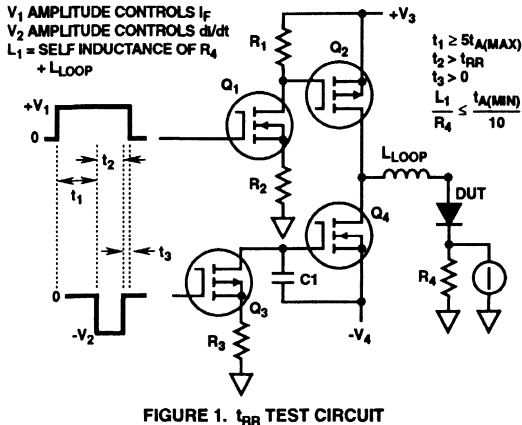 V1 AMPLITUDE CONTROLS IF
V2 AMPLITUDE CONTROLS di/dt
L1 = SELF INDUCTANCE OF R4
+ LLOOP
+V3
R1
Q2
t1 ≥ 5tA(MAX)
t2 > tRR
t3 > 0
L1/R4 ≤ tA(MIN)/10
Q1
+V1
0
t2
t1
t3
R2
LLOOP
DUT
Q4
R4
0
-V2
C1
Q3
R3
-V4
FIGURE 1. tRR TEST CIRCUIT